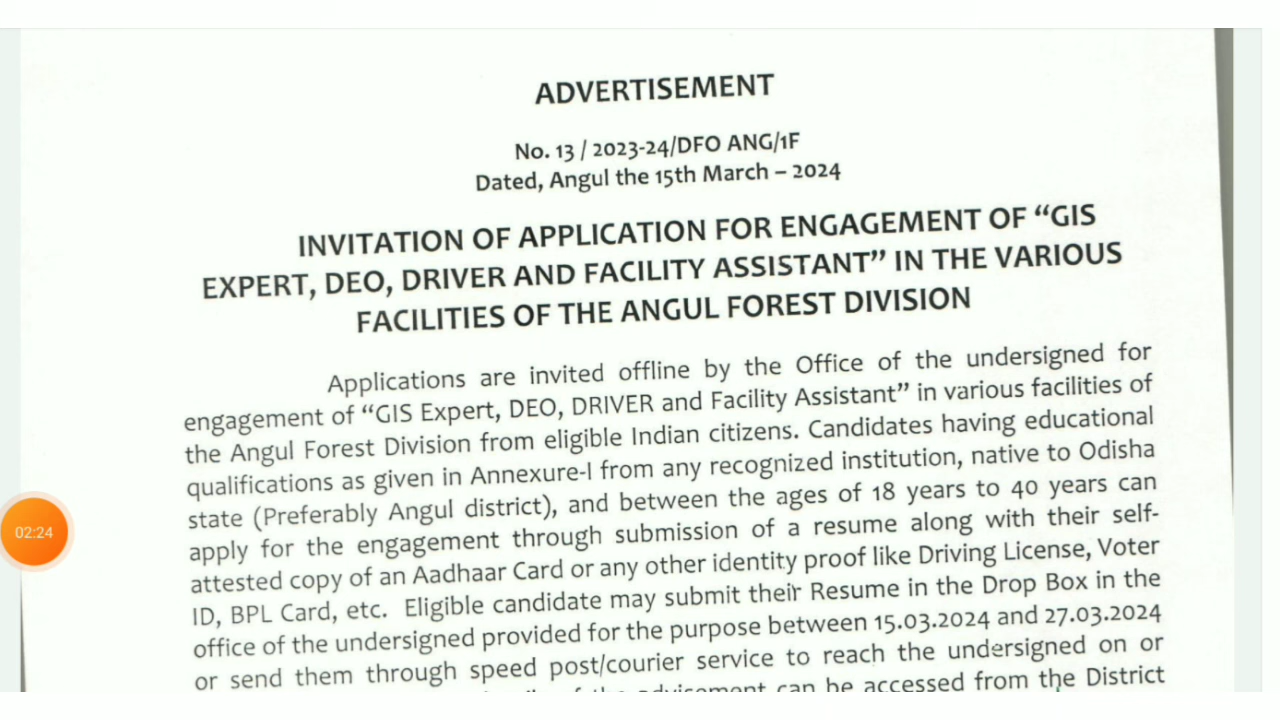 ADVERTISEMENT
No. 13 / 2023-24/DFO ANG/1F
Dated, Angul the 15th March – 2024
INVITATION OF APPLICATION FOR ENGAGEMENT OF “GIS
EXPERT, DEO, DRIVER AND FACILITY ASSISTANT” IN THE VARIOUS
FACILITIES OF THE ANGUL FOREST DIVISION
Applications are invited offline by the Office of the undersigned for
engagement of “GIS Expert, DEO, DRIVER and Facility Assistant” in various facilities of
the Angul Forest Division from eligible Indian citizens. Candidates having educational
qualifications as given in Annexure-I from any recognized institution, native to Odisha
state (Preferably Angul district), and between the ages of 18 years to 40 years can
apply for the engagement through submission of a resume along with their self-
attested copy of an Aadhaar Card or any other identity proof like Driving License, Voter
ID, BPL Card, etc. Eligible candidate may submit their Resume in the Drop Box in the
office of the undersigned provided for the purpose between 15.03.2024 and 27.03.2024
or send them through speed post/courier service to reach the undersigned on or
of the advisement can be accessed from the District
02:24